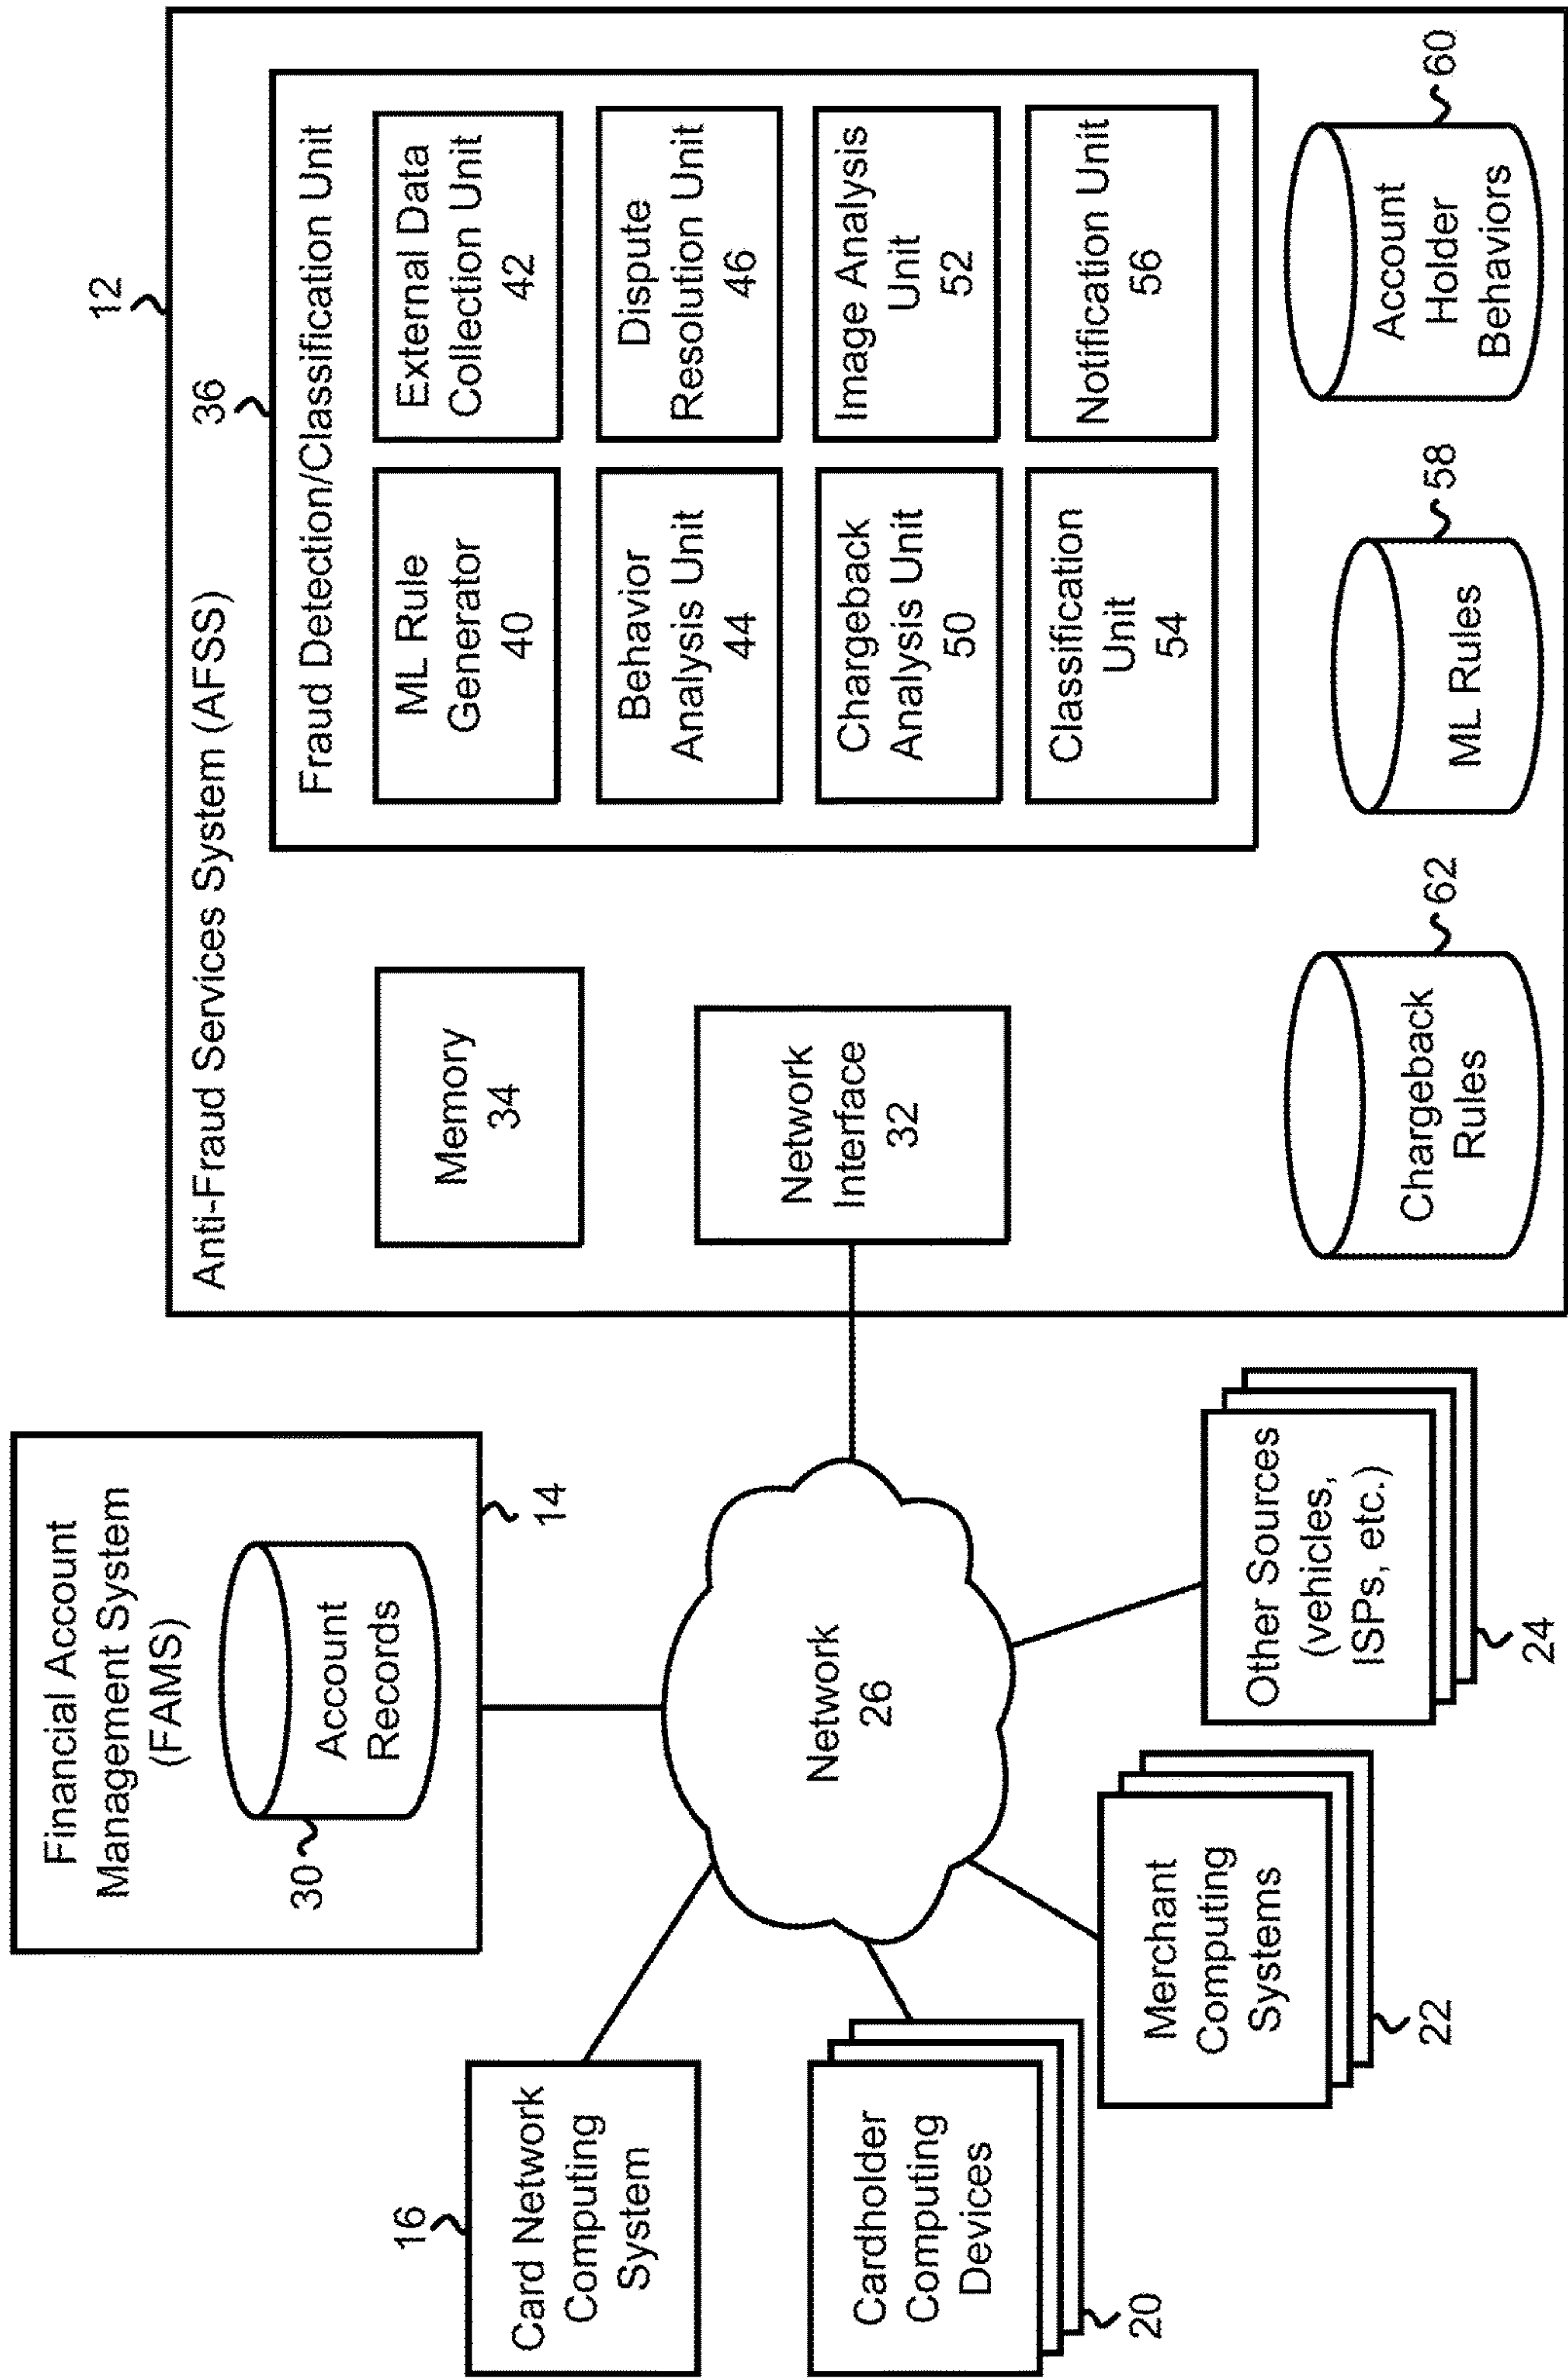 12
Anti-Fraud Services System (AFSS)
36
Fraud Detection/Classification Unit
ML Rule
Generator
40
External Data
Collection Unit
42
Behavior
Analysis Unit
44
Dispute
Resolution Unit
46
Chargeback
Analysis Unit
50
Image Analysis
Unit
52
Classification
Unit
54
Notification Unit
56
Memory
34
Network
Interface
32
Chargeback
Rules
62
ML Rules
58
Account
Holder
Behaviors
60
Financial Account
Management System
(FAMS)
Account
Records
30
14
Network
26
16
Card Network
Computing
System
Cardholder
Computing
Devices
20
Merchant
Computing
Systems
22
Other Sources
(vehicles,
ISPs, etc.)
24